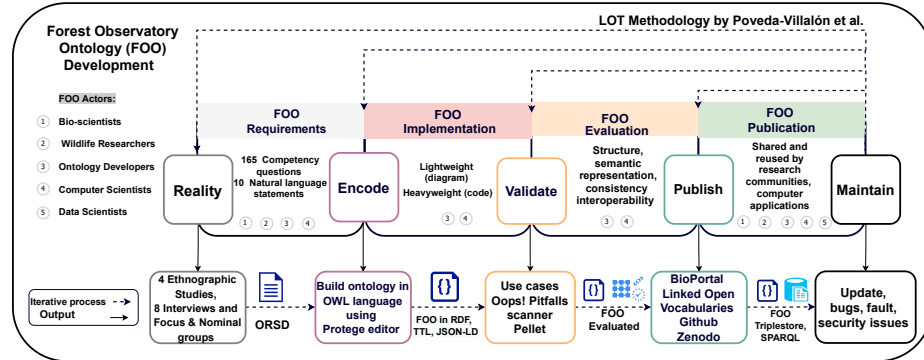 Forest Observatory
Ontology (FOO)
Development
LOT Methodology by Poveda-Villalón et al.
FOO Actors:
1 Bio-scientists
2 Wildlife Researchers
3 Ontology Developers
4 Computer Scientists
5 Data Scientists
FOO
Requirements
FOO
Implementation
FOO
Evaluation
FOO
Publication
Reality
165 Competency
questions
10 Natural language
statements
1 2 3 4
Encode
Lightweight
(diagram)
Heavyweight (code)
3 4
Validate
Structure,
semantic
representation,
consistency
interoperability
3 4
Publish
Shared and
reused by
research
communities,
computer
applications
1 2 3 4 5
Maintain
Iterative process
Output
4 Ethnographic
Studies,
8 Interviews and
Focus & Nominal
groups
ORSD
Build ontology in
OWL language
using
Protege editor
FOO in RDF,
TTL, JSON-LD
Use cases
Oops! Pitfalls
scanner
Pellet
FOO
Evaluated
BioPortal
Linked Open
Vocabularies
Github
Zenodo
FOO
Triplestore,
SPARQL
Update,
bugs, fault,
security issues